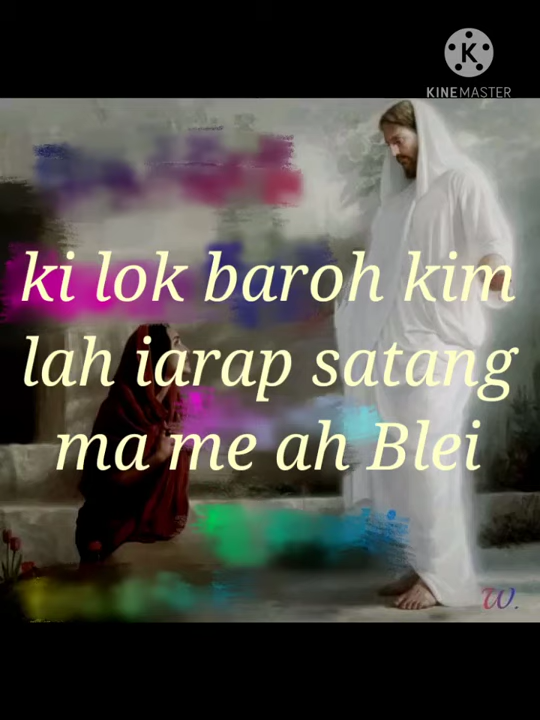 K
KINEMASTER
ki lok baroh kim
lah iarap satang
ma me ah Blei
W.